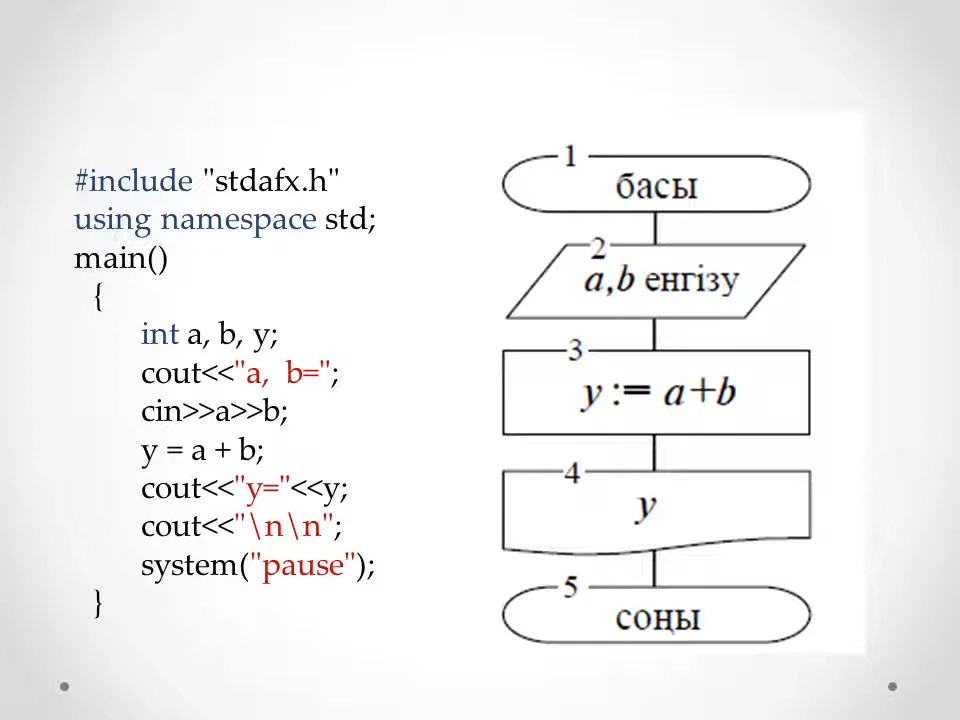 #include "stdafx.h"
using namespace std;
main()
{
int a, b, y;
cout<<"a,  b=";
cin>>a>>b;
y = a + b;
cout<<"y="<<y;
cout<<"\n\n";
system("pause");
}
1
басы
2
a,b енгізу
3
y := a+b
4
y
5
соңы